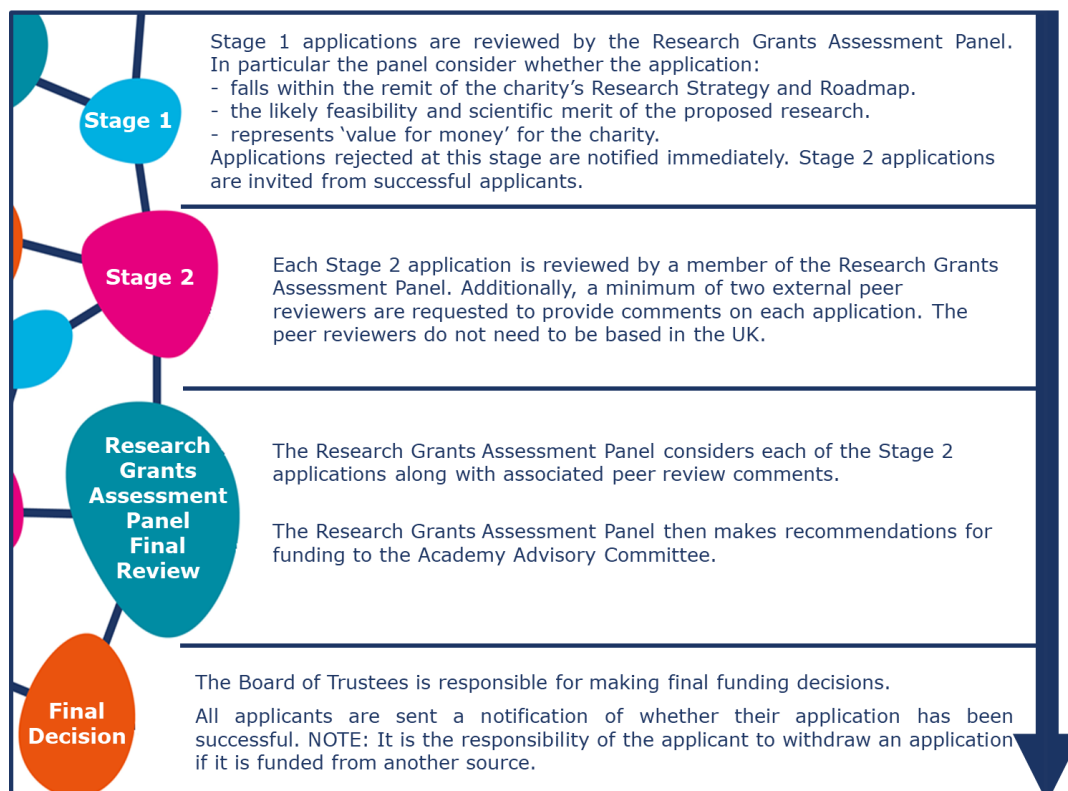 Stage 1
Stage 1 applications are reviewed by the Research Grants Assessment Panel.
In particular the panel consider whether the application:
- falls within the remit of the charity’s Research Strategy and Roadmap.
- the likely feasibility and scientific merit of the proposed research.
- represents ‘value for money’ for the charity.
Applications rejected at this stage are notified immediately. Stage 2 applications
are invited from successful applicants.
Stage 2
Each Stage 2 application is reviewed by a member of the Research Grants
Assessment Panel. Additionally, a minimum of two external peer
reviewers are requested to provide comments on each application. The
peer reviewers do not need to be based in the UK.
Research
Grants
Assessment
Panel
Final
Review
The Research Grants Assessment Panel considers each of the Stage 2
applications along with associated peer review comments.
The Research Grants Assessment Panel then makes recommendations for
funding to the Academy Advisory Committee.
Final
Decision
The Board of Trustees is responsible for making final funding decisions.
All applicants are sent a notification of whether their application has been
successful. NOTE: It is the responsibility of the applicant to withdraw an application
if it is funded from another source.